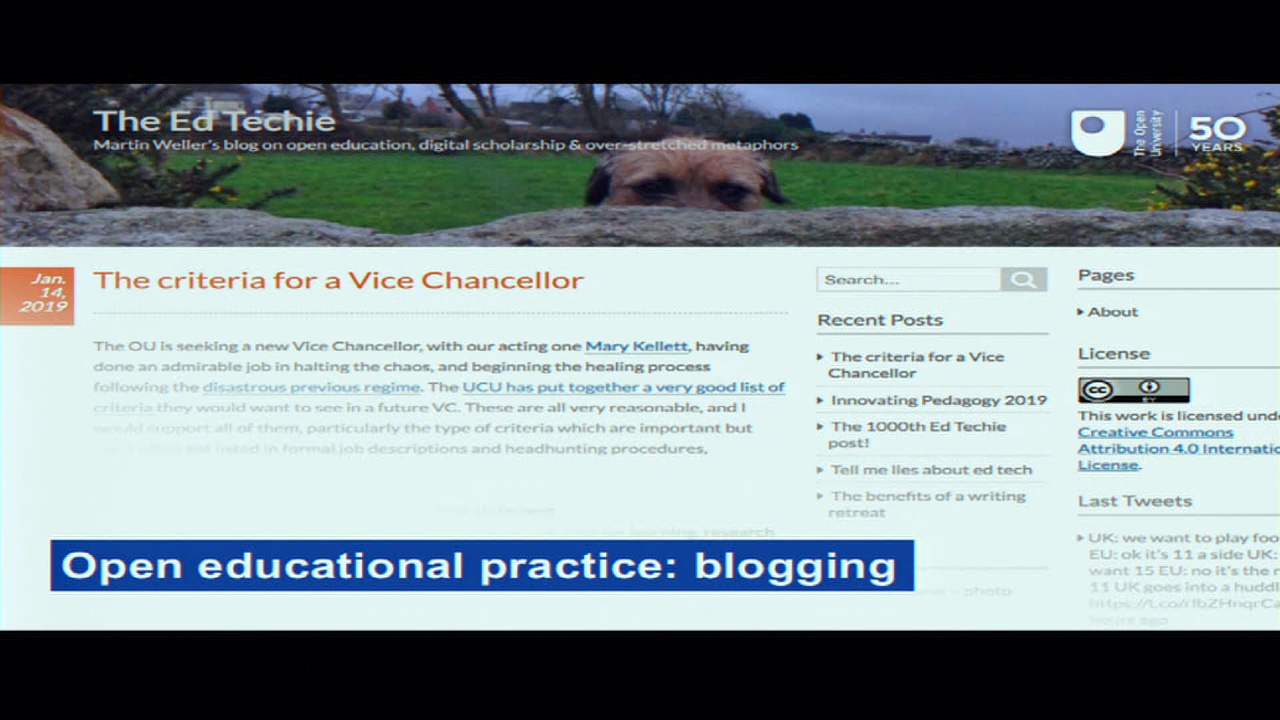 The Ed Techie
Martin Weller's blog on open education, digital scholarship & over-stretched metaphors
The Open
University
50
YEARS
Jan.
14,
2019
The criteria for a Vice Chancellor
The OU is seeking a new Vice Chancellor, with our acting one Mary Kellett, having
done an admirable job in halting the chaos, and beginning the healing process
following the disastrous previous regime. The UCU has put together a very good list of
criteria they would want to see in a future VC. These are all very reasonable, and I
would support all of them, particularly the type of criteria which are important but
listed in formal job descriptions and headhunting procedures,
learning, research
Search...
Recent Posts
The criteria for a Vice
Chancellor
Innovating Pedagogy 2019
The 1000th Ed Techie
post!
Tell me lies about ed tech
The benefits of a writing
retreat
photo
Pages
About
License
cc
BY
This work is licensed und
Creative Commons
Attribution 4.0 Internatio
License.
Last Tweets
UK: we want to play foo
EU: ok it's 11 a side UK:
want 15 EU: no it's the r
11 UK goes into a huddl
Open educational practice: blogging